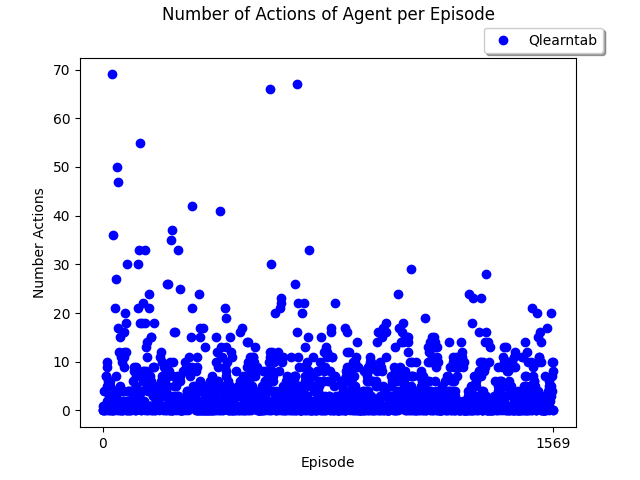 Number of Actions of Agent per Episode
Qlearntab
70
60
50
40
30
20
10
0
Number Actions
0 1569
Episode